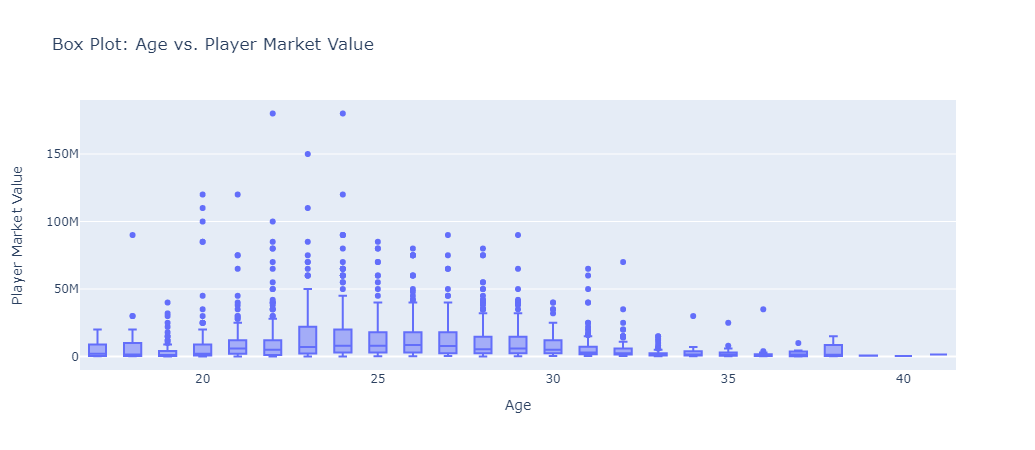 Box Plot: Age vs. Player Market Value
Player Market Value
150M
100M
50M
0
20
25
30
35
40
Age